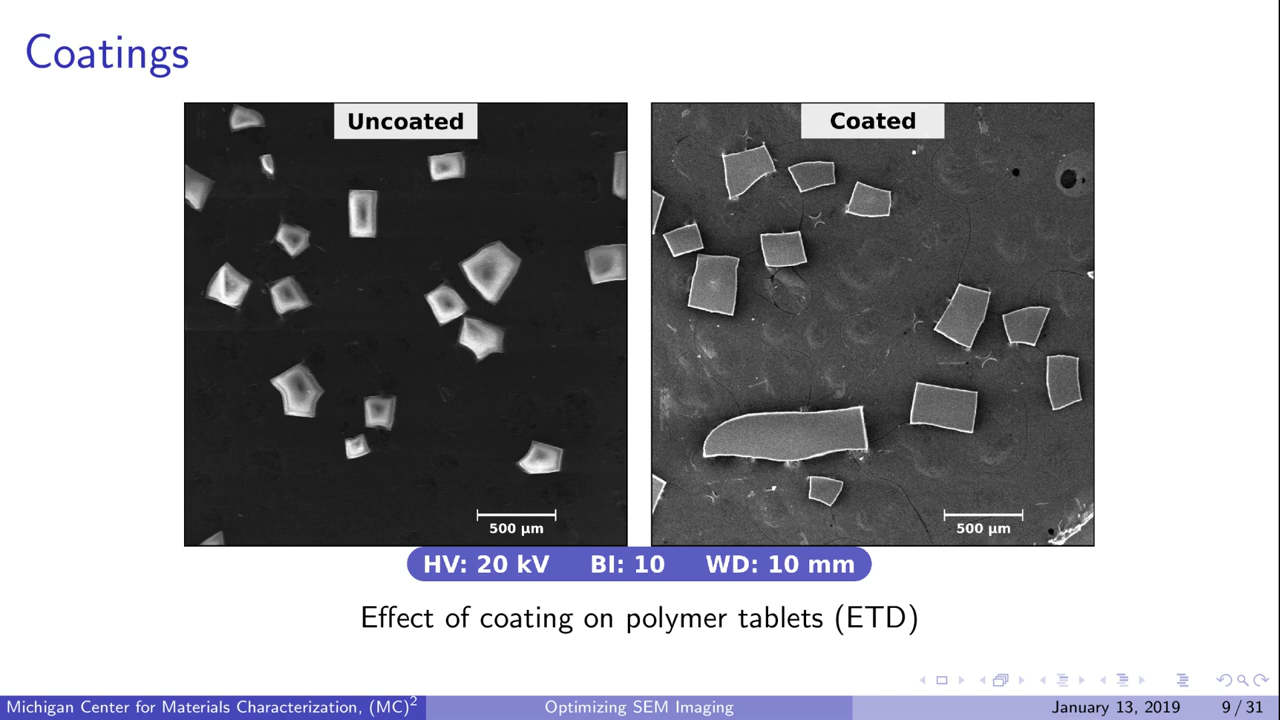 Coatings
Uncoated
Coated
500 µm
500 µm
HV: 20 kV BI: 10 WD: 10 mm
Effect of coating on polymer tablets (ETD)
Michigan Center for Materials Characterization, (MC)²
Optimizing SEM Imaging
January 13, 2019
9 / 31